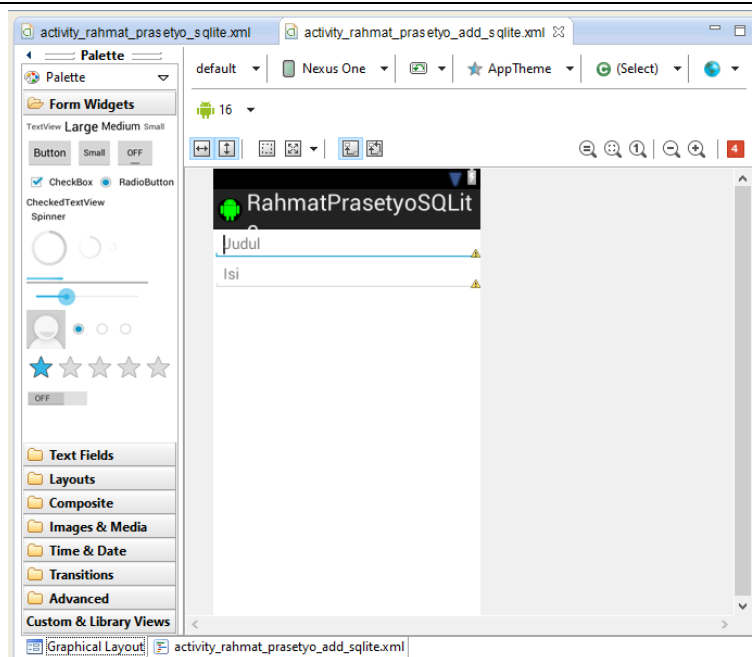 activity_rahmat_prasetyo_sqlite.xml
activity_rahmat_prasetyo_add_sqlite.xml
Palette
Palette
default
Nexus One
AppTheme
(Select)
16
4
Form Widgets
TextView Large Medium Small
Button Small OFF
CheckBox RadioButton
CheckedTextView
Spinner
OFF
Text Fields
Layouts
Composite
Images & Media
Time & Date
Transitions
Advanced
Custom & Library Views
RahmatPrasetyoSQLit
Judul
Isi
Graphical Layout
activity_rahmat_prasetyo_add_sqlite.xml